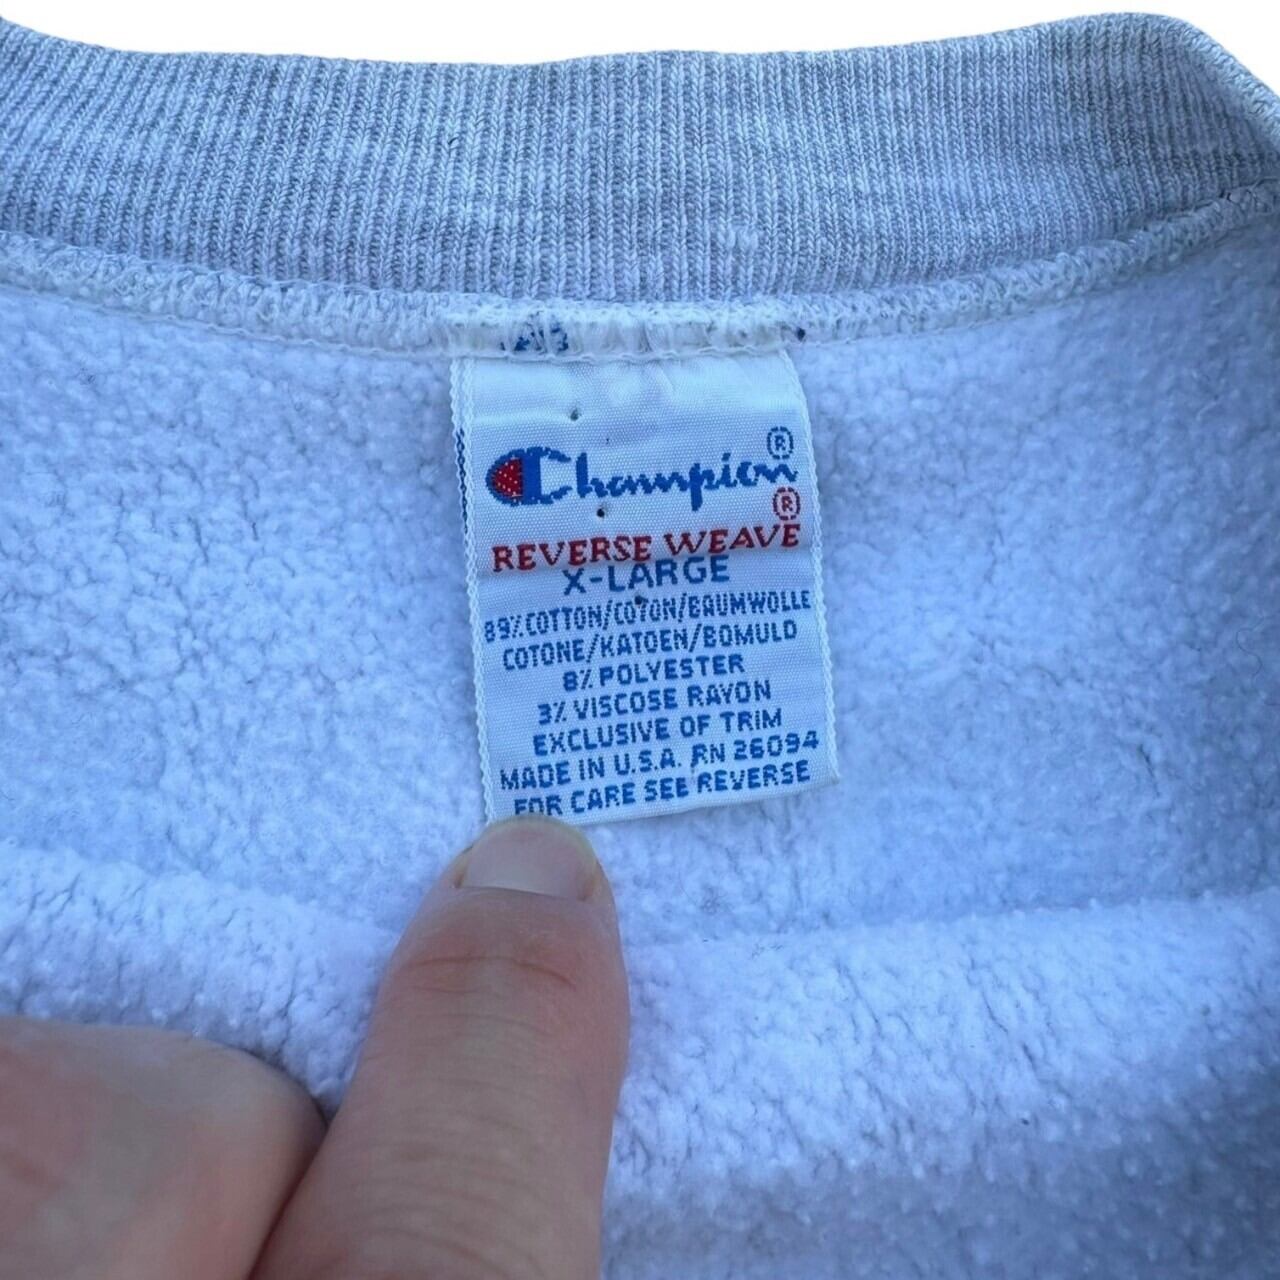 Champion®
REVERSE WEAVE®
X-LARGE
89% COTTON/COTON/BAUMWOLLE
COTONE/KATOEN/BOMULD
8% POLYESTER
3% VISCOSE RAYON
EXCLUSIVE OF TRIM
MADE IN U.S.A. RN 26094
FOR CARE SEE REVERSE